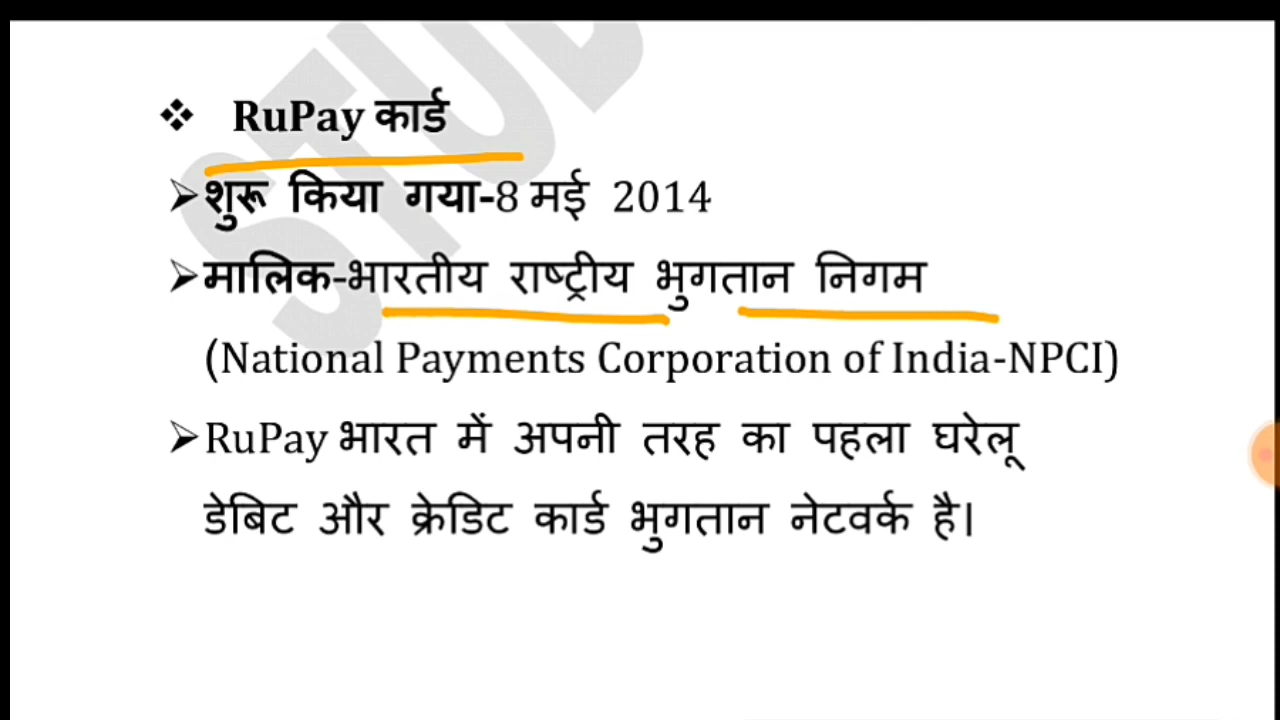 ❖ RuPay कार्ड
➢शुरू किया गया-8 मई 2014
➢मालिक-भारतीय राष्ट्रीय भुगतान निगम
(National Payments Corporation of India-NPCI)
➢RuPay भारत में अपनी तरह का पहला घरेलू
डेबिट और क्रेडिट कार्ड भुगतान नेटवर्क है।